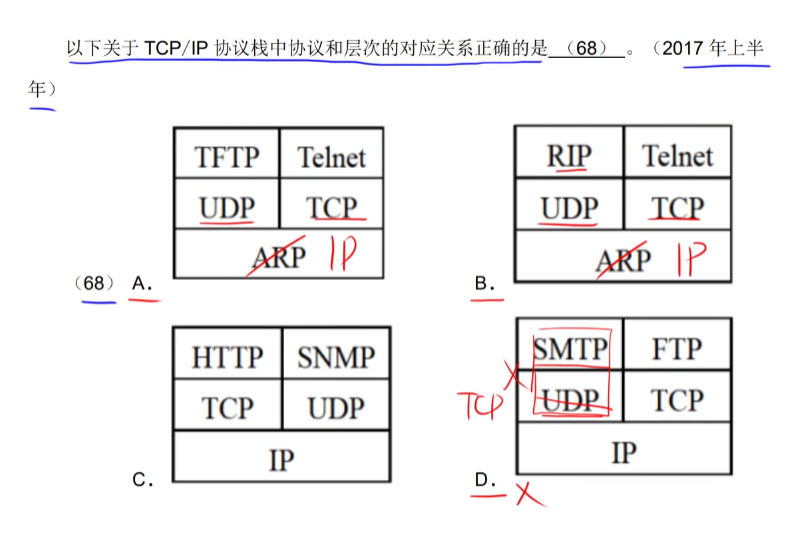 以下关于 TCP/IP 协议栈中协议和层次的对应关系正确的是 （68） 。（2017 年上半
年）
TFTP Telnet
UDP TCP
ARP IP
（68） A.
RIP Telnet
UDP TCP
ARP IP
B.
HTTP SNMP
TCP UDP
IP
C.
SMTP FTP
TCP UDP TCP
IP
D.